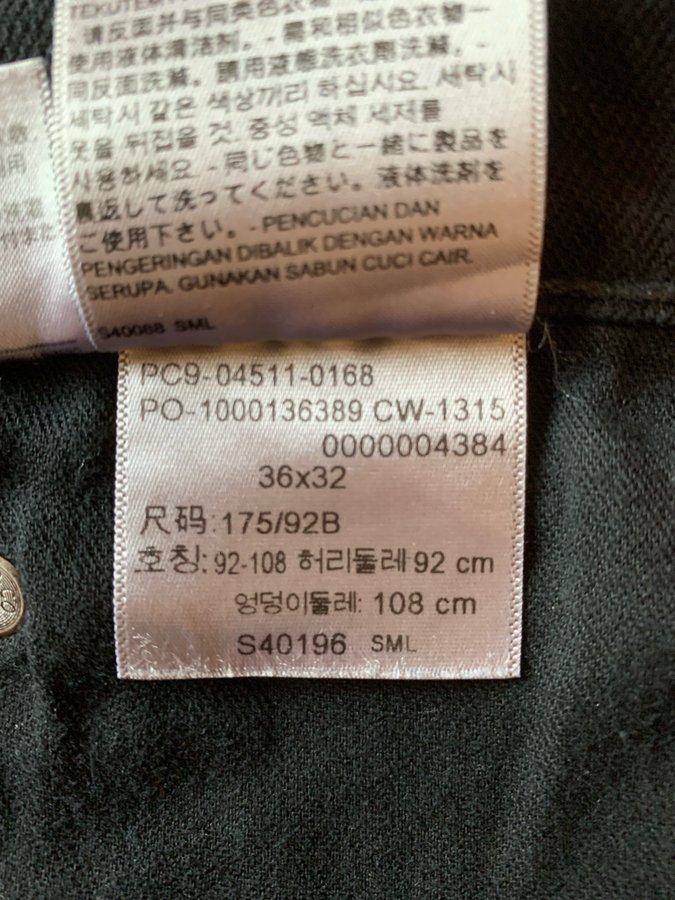 请反面并与同类色衣物一
使用液体清洁剂。- 需和相似色衣物一
同反面洗滌。請用液態洗衣用洗滌。-
세탁시 같은 색상끼리 하십시요. 세탁시
옷을 뒤집을 것. 중성 액체 세제를
사용하세요. - 同じ色物と一緒に製品を
裏返して洗ってください。液体洗剤を
ご使用下さい。- PENCUCIAN DAN
PENGERINGAN DIBALIK DENGAN WARNA
SERUPA. GUNAKAN SABUN CUCI CAIR.
S40088 SML
PC9-04511-0168
PO-1000136389 CW-1315
0000004384
36x32
尺码: 175/92B
호칭: 92-108 허리둘레 92 cm
엉덩이둘레: 108 cm
S40196 SML